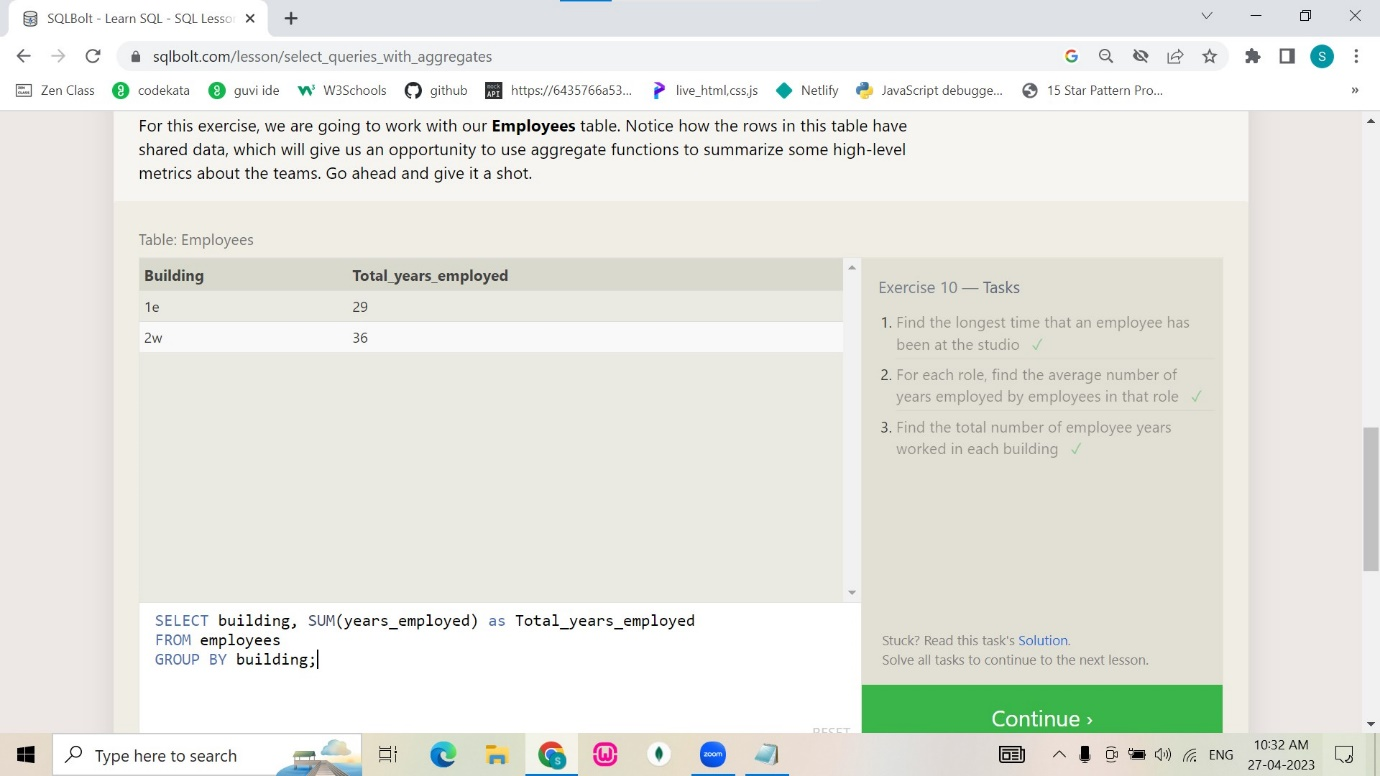 SQLBolt - Learn SQL - SQL Lesso
sqlbolt.com/lesson/select_queries_with_aggregates
S
Zen Class
codekata
guvi ide
W3Schools
github
https://6435766a53...
live_html,css,js
Netlify
JavaScript debugge...
15 Star Pattern Pro...
»
For this exercise, we are going to work with our Employees table. Notice how the rows in this table have
shared data, which will give us an opportunity to use aggregate functions to summarize some high-level
metrics about the teams. Go ahead and give it a shot.
Table: Employees
Building Total_years_employed
1e 29
2w 36
Exercise 10 — Tasks
1. Find the longest time that an employee has
been at the studio ✓
2. For each role, find the average number of
years employed by employees in that role ✓
3. Find the total number of employee years
worked in each building ✓
SELECT building, SUM(years_employed) as Total_years_employed
FROM employees
GROUP BY building;
Stuck? Read this task's Solution.
Solve all tasks to continue to the next lesson.
RESET
Continue ›
Type here to search
zoom
ENG
10:32 AM
27-04-2023